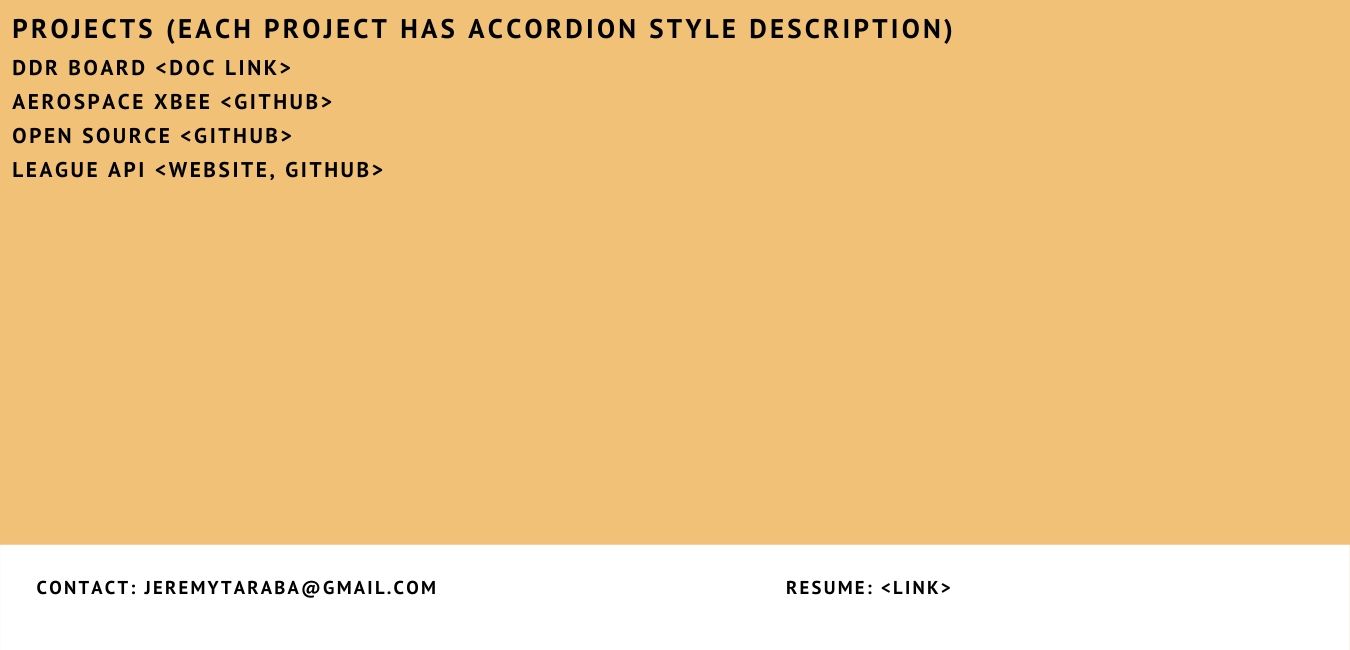 PROJECTS (EACH PROJECT HAS ACCORDION STYLE DESCRIPTION)
DDR BOARD <DOC LINK>
AEROSPACE XBEE <GITHUB>
OPEN SOURCE <GITHUB>
LEAGUE API <WEBSITE, GITHUB>
CONTACT: JEREMYTARABA@GMAIL.COM
RESUME: <LINK>